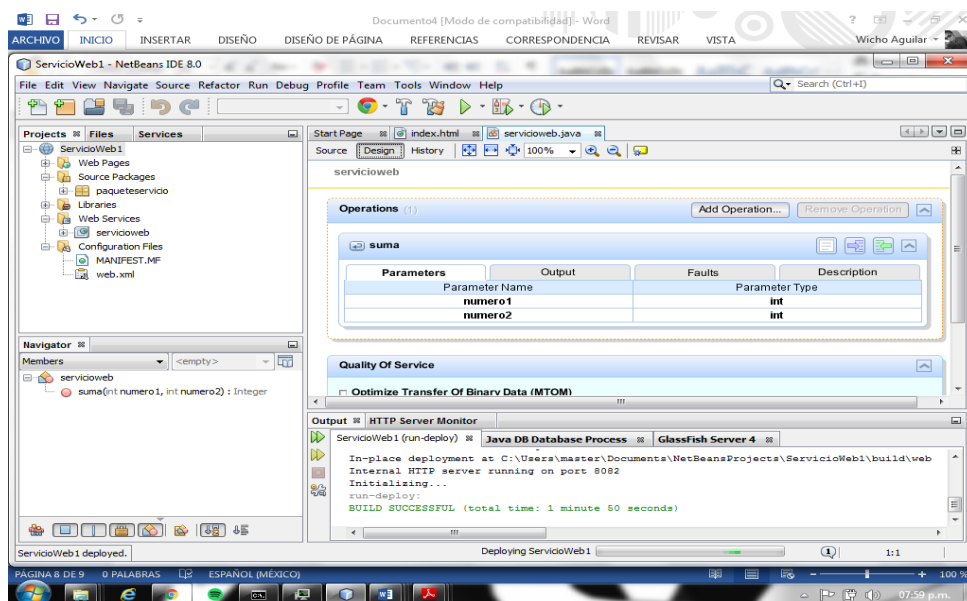 Documento4 [Modo de compatibilidad] - Word
ARCHIVO INICIO INSERTAR DISEÑO DISEÑO DE PÁGINA REFERENCIAS CORRESPONDENCIA REVISAR VISTA Wicho Aguilar
ServicioWeb1 - NetBeans IDE 8.0
File Edit View Navigate Source Refactor Run Debug Profile Team Tools Window Help
Search (Ctrl+I)
Projects Files Services
ServicioWeb1
Web Pages
Source Packages
paqueteservicio
Libraries
Web Services
servicioweb
Configuration Files
MANIFEST.MF
web.xml
Navigator
Members <empty>
servicioweb
suma(int numero1, int numero2) : Integer
Start Page index.html servicioweb.java
Source Design History 100%
servicioweb
Operations (1) Add Operation... Remove Operation
suma
Parameters Output Faults Description
Parameter Name Parameter Type
numero1 int
numero2 int
Quality Of Service
Optimize Transfer Of Binary Data (MTOM)
Output HTTP Server Monitor
ServicioWeb1 (run-deploy) Java DB Database Process GlassFish Server 4
In-place deployment at C:\Users\master\Documents\NetBeansProjects\ServicioWeb1\build\web
Internal HTTP server running on port 8082
Initializing...
run-deploy:
BUILD SUCCESSFUL (total time: 1 minute 50 seconds)
ServicioWeb1 deployed. Deploying ServicioWeb1 1 1:1
PÁGINA 8 DE 9 0 PALABRAS ESPAÑOL (MÉXICO) 100 %
07:59 p.m.